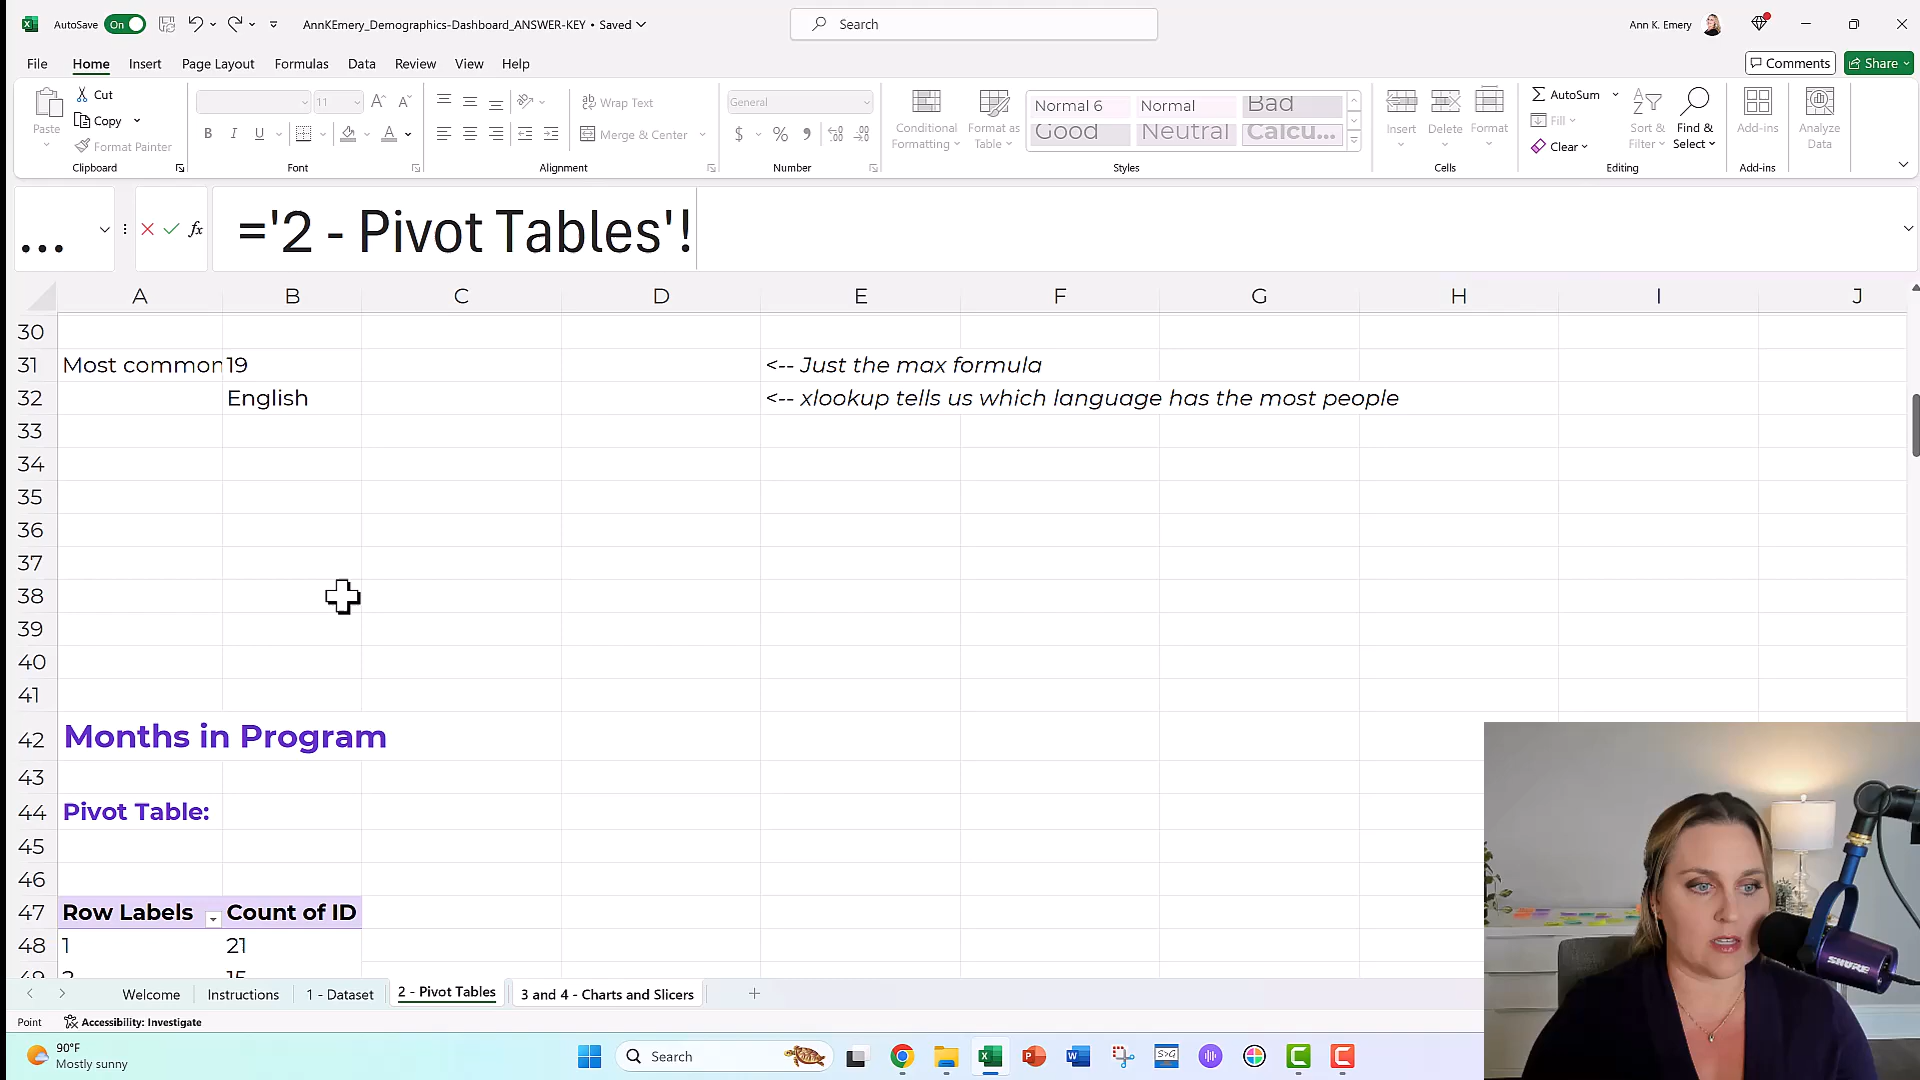 AutoSave On AnnKEmery_Demographics-Dashboard_ANSWER-KEY • Saved Search Ann K. Emery
File Home Insert Page Layout Formulas Data Review View Help Comments Share
Paste
Cut
Copy
Format Painter
Clipboard
11
Font
Wrap Text
Merge & Center
Alignment
General
$ %
Number
Conditional Formatting
Format as Table
Normal 6 Normal Bad
Good Neutral Calcu...
Styles
Insert Delete Format
Cells
AutoSum
Fill
Clear
Sort & Filter
Find & Select
Editing
Add-ins
Add-ins
Analyze Data
... fx ='2 - Pivot Tables'!
A B C D E F G H I J
30
31 Most common 19 <-- Just the max formula
32 English <-- xlookup tells us which language has the most people
33
34
35
36
37
38
39
40
41
42 Months in Program
43
44 Pivot Table:
45
46
47 Row Labels Count of ID
48 1 21
49 2 15
Welcome Instructions 1 - Dataset 2 - Pivot Tables 3 and 4 - Charts and Slicers
Point Accessibility: Investigate
90°F
Mostly sunny
Search
S>G
SHURE